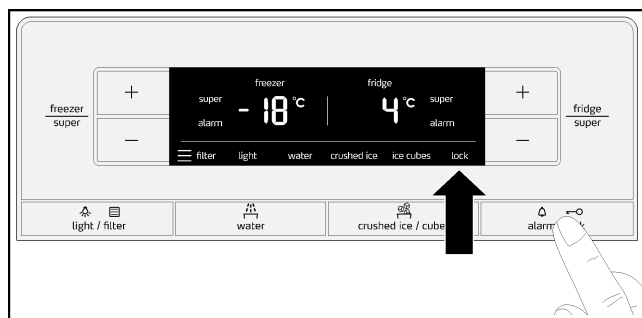 freezer
super
+
−
freezer
fridge
super
- 18 °C
4 °C
super
alarm
alarm
filter light water crushed ice ice cubes lock
+
−
fridge
super
light / filter
water
crushed ice / cube
alarm